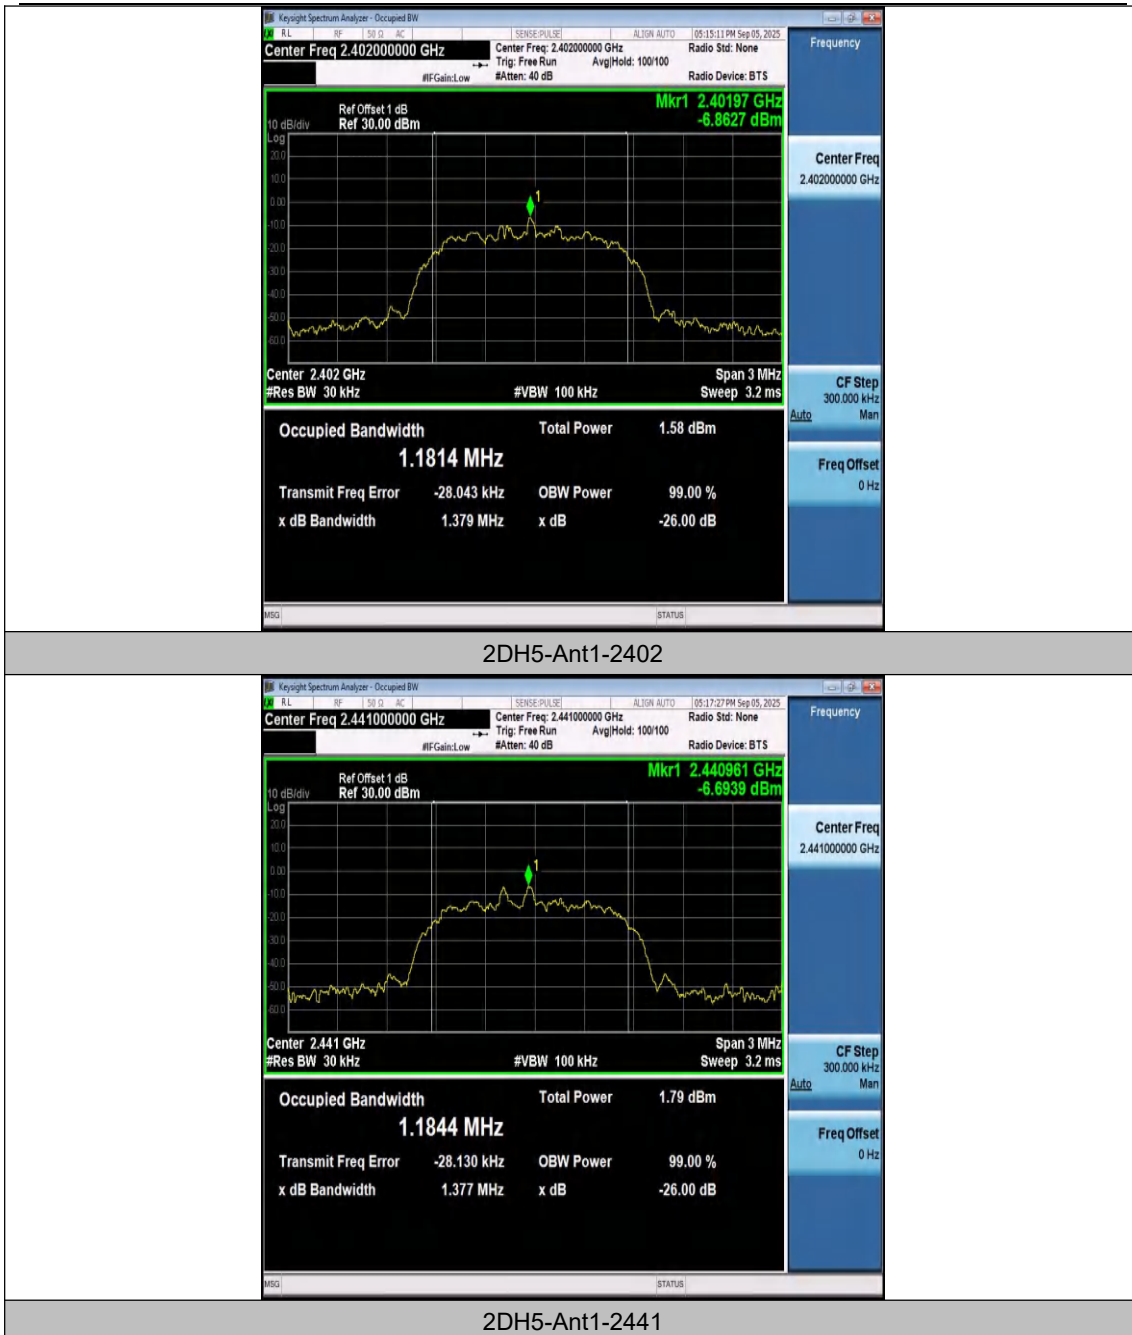 Keysight Spectrum Analyzer - Occupied BW
RL RF 50 Ω AC SENSE:PULSE ALIGN AUTO 05:15:11 PM Sep 05, 2025
Center Freq 2.402000000 GHz
Center Freq: 2.402000000 GHz
Radio Std: None
Trig: Free Run Avg|Hold: 100/100
#IFGain:Low #Atten: 40 dB Radio Device: BTS
Frequency
Mkr1 2.40197 GHz
-6.8627 dBm
Ref Offset 1 dB
10 dB/div Ref 30.00 dBm
Log
20.0
10.0
0.00
-10.0
-20.0
-30.0
-40.0
-50.0
-60.0
1
Center 2.402 GHz Span 3 MHz
#Res BW 30 kHz #VBW 100 kHz Sweep 3.2 ms
Center Freq
2.402000000 GHz
CF Step
300.000 kHz
Auto Man
Freq Offset
0 Hz
Occupied Bandwidth Total Power 1.58 dBm
1.1814 MHz
Transmit Freq Error -28.043 kHz OBW Power 99.00 %
x dB Bandwidth 1.379 MHz x dB -26.00 dB
MSG STATUS
2DH5-Ant1-2402
Keysight Spectrum Analyzer - Occupied BW
RL RF 50 Ω AC SENSE:PULSE ALIGN AUTO 05:17:27 PM Sep 05, 2025
Center Freq 2.441000000 GHz
Center Freq: 2.441000000 GHz
Radio Std: None
Trig: Free Run Avg|Hold: 100/100
#IFGain:Low #Atten: 40 dB Radio Device: BTS
Frequency
Mkr1 2.440961 GHz
-6.6939 dBm
Ref Offset 1 dB
10 dB/div Ref 30.00 dBm
Log
20.0
10.0
0.00
-10.0
-20.0
-30.0
-40.0
-50.0
-60.0
1
Center 2.441 GHz Span 3 MHz
#Res BW 30 kHz #VBW 100 kHz Sweep 3.2 ms
Center Freq
2.441000000 GHz
CF Step
300.000 kHz
Auto Man
Freq Offset
0 Hz
Occupied Bandwidth Total Power 1.79 dBm
1.1844 MHz
Transmit Freq Error -28.130 kHz OBW Power 99.00 %
x dB Bandwidth 1.377 MHz x dB -26.00 dB
MSG STATUS
2DH5-Ant1-2441